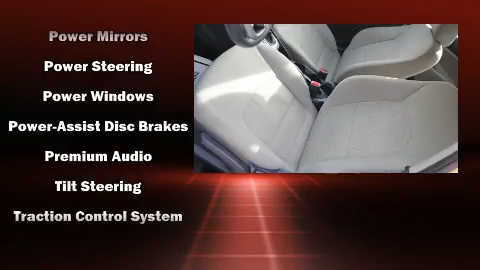 Power Mirrors
Power Steering
Power Windows
Power-Assist Disc Brakes
Premium Audio
Tilt Steering
Traction Control System